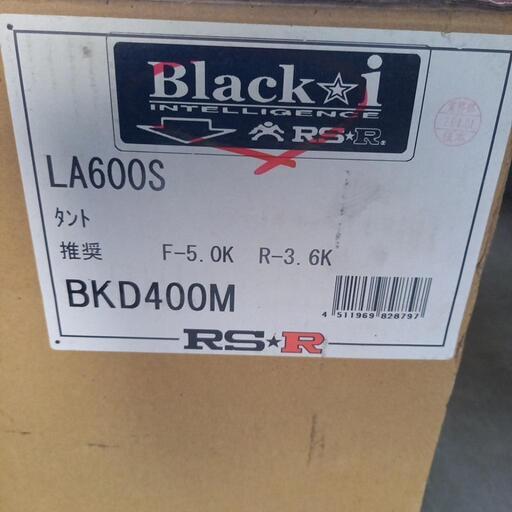 Black☆i
INTELLIGENCE
RS★R®
LA600S
タント
推奨 F-5.0K R-3.6K
BKD400M
4 511969 828797
RS★R